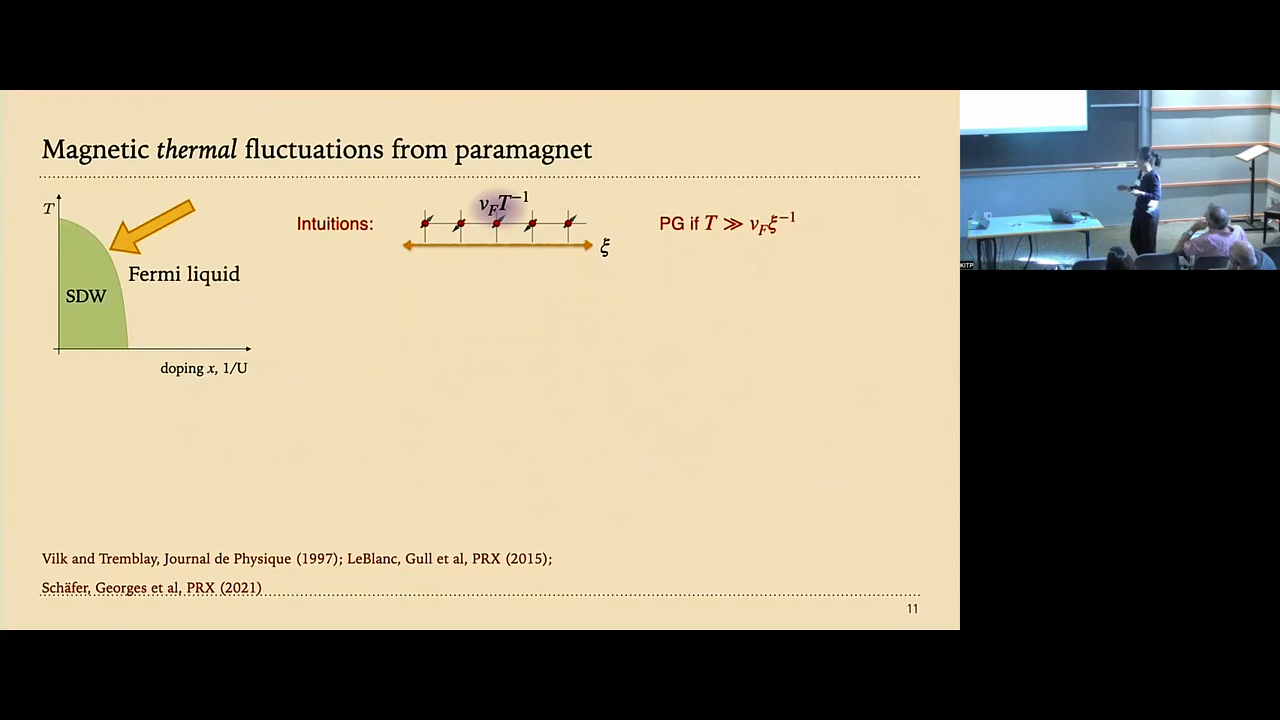 Magnetic thermal fluctuations from paramagnet
T
Fermi liquid
SDW
doping x, 1/U
Intuitions:
v_F T⁻¹
ξ
PG if T ≫ v_F ξ⁻¹
Vilk and Tremblay, Journal de Physique (1997); LeBlanc, Gull et al, PRX (2015);
Schäfer, Georges et al, PRX (2021)
11
KITP